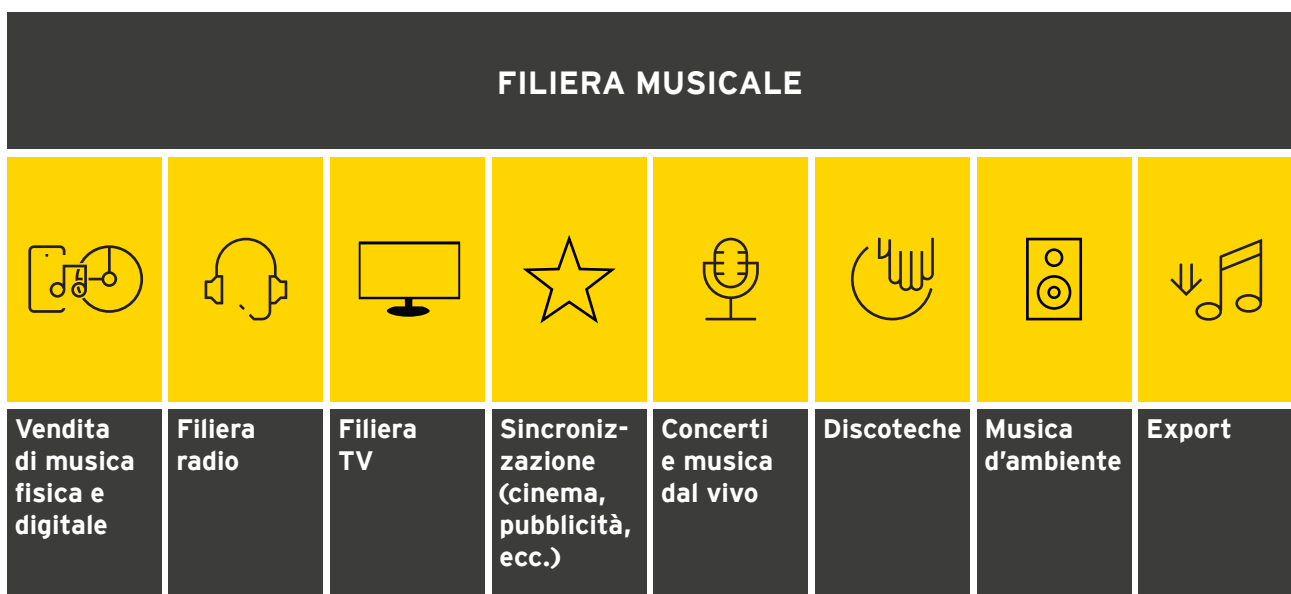 FILIERA MUSICALE
Vendita
di musica
fisica e
digitale
Filiera
radio
Filiera
TV
Sincroniz-
zazione
(cinema,
pubblicità,
ecc.)
Concerti
e musica
dal vivo
Discoteche
Musica
d'ambiente
Export